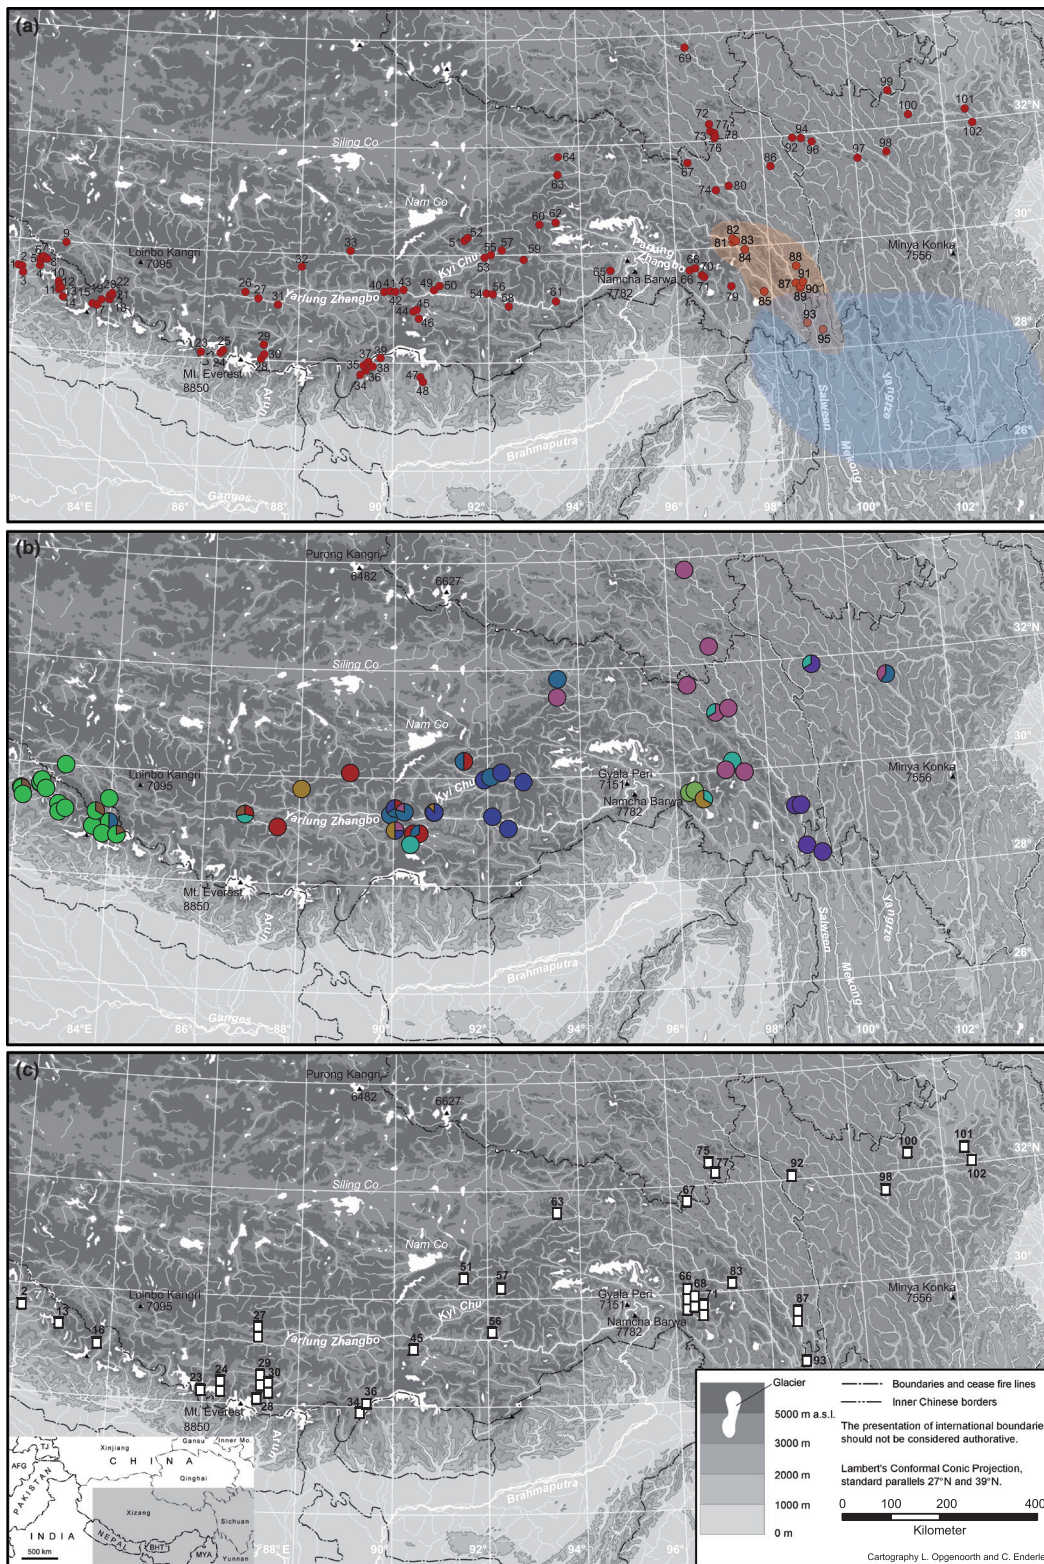 (a)
69
99
101
32°N
100
102
72
77
73
78
76
94
92
96
97
98
Siling Co
64
63
67
86
74
80
Nam Co
60
62
30°
9
Loinbo Kangri
7095
33
32
51
52
55
57
59
53
Kyi Chu
Parlung
Zhangbo
82
81
83
84
Minya Konka
7556
1
2
3
7
6
5
8
4
10
12
11
13
14
15
22
21
18
26
27
31
Yarlung Zhangbo
40
41
43
42
49
50
45
44
46
54
56
58
61
65
Namcha Barwa
7782
66
68
70
71
79
85
88
91
87
90
89
93
95
28°
23
25
24
29
30
28
Mt. Everest
8850
Arun
39
37
35
38
36
34
47
48
Salween
Mekong
yangtze
26°
Brahmaputra
Ganges
84°E
86°
88°
90°
92°
94°
96°
98°
100°
102°
(b)
Purong Kangri
6482
6627
32°N
Siling Co
Nam Co
30°
Loinbo Kangri
7095
Kyi Chu
Gyala Peri
7151
Namcha Barwa
7782
Minya Konka
7556
Yarlung Zhangbo
28°
Mt. Everest
8850
Arun
Salween
Mekong
yangtze
26°
Brahmaputra
Ganges
84°E
86°
88°
90°
92°
94°
96°
98°
100°
102°
(c)
Purong Kangri
6482
6627
75
77
92
100
101
102
32°N
98
Siling Co
67
63
Nam Co
51
57
83
30°
2
13
16
Loinbo Kangri
7095
27
Kyi Chu
Gyala Peri
7151
Namcha Barwa
7782
66
68
71
87
Minya Konka
7556
Yarlung Zhangbo
45
56
93
23
24
29
30
28
36
34
Mt. Everest
8850
Arun
Brahmaputra
88°
90°
92°
94°
96°
TJ
AFG
PAKISTAN
Xinjiang
Gansu
Inner Mo.
CHINA
Qinghai
Xizang
Sichuan
INDIA
NEPAL
BHT
MYA
Yunnan
500 km
Glacier
5000 m a.s.l.
3000 m
2000 m
1000 m
0 m
Boundaries and cease fire lines
Inner Chinese borders
The presentation of international boundaries
should not be considered authorative.
Lambert's Conformal Conic Projection,
standard parallels 27°N and 39°N.
0 100 200 400
Kilometer
Cartography L. Opgenoorth and C. Enderle